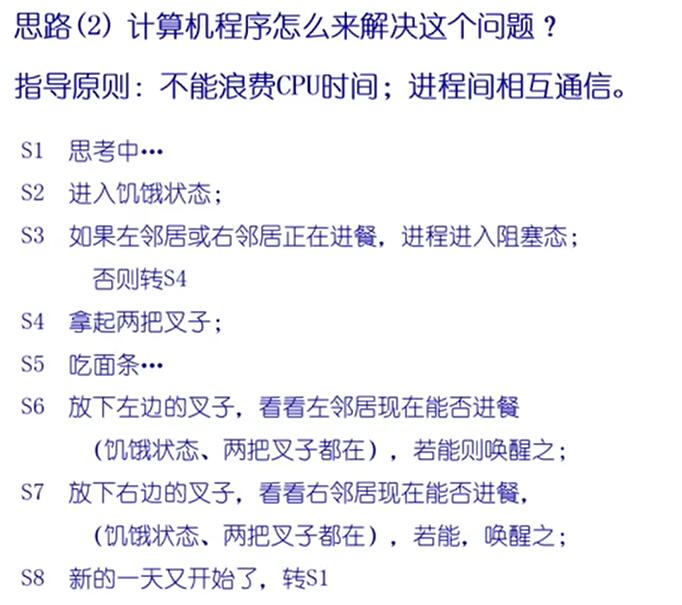 思路(2) 计算机程序怎么来解决这个问题？
指导原则：不能浪费CPU时间；进程间相互通信。
S1 思考中…
S2 进入饥饿状态；
S3 如果左邻居或右邻居正在进餐，进程进入阻塞态；
否则转S4
S4 拿起两把叉子；
S5 吃面条…
S6 放下左边的叉子，看看左邻居现在能否进餐
(饥饿状态、两把叉子都在)，若能则唤醒之；
S7 放下右边的叉子，看看右邻居现在能否进餐，
(饥饿状态、两把叉子都在)，若能，唤醒之；
S8 新的一天又开始了，转S1